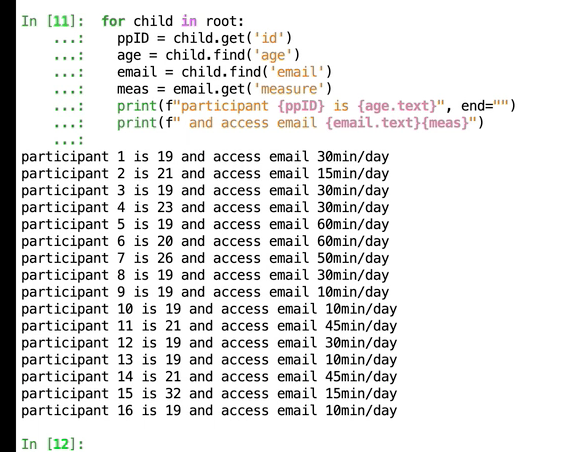 In [11]: for child in root:
    ...:     ppID = child.get('id')
    ...:     age = child.find('age')
    ...:     email = child.find('email')
    ...:     meas = email.get('measure')
    ...:     print(f"participant {ppID} is {age.text}", end="")
    ...:     print(f" and access email {email.text}{meas}")
    ...:
participant 1 is 19 and access email 30min/day
participant 2 is 21 and access email 15min/day
participant 3 is 19 and access email 30min/day
participant 4 is 23 and access email 30min/day
participant 5 is 19 and access email 60min/day
participant 6 is 20 and access email 60min/day
participant 7 is 26 and access email 50min/day
participant 8 is 19 and access email 30min/day
participant 9 is 19 and access email 10min/day
participant 10 is 19 and access email 10min/day
participant 11 is 21 and access email 45min/day
participant 12 is 19 and access email 30min/day
participant 13 is 19 and access email 10min/day
participant 14 is 21 and access email 45min/day
participant 15 is 32 and access email 15min/day
participant 16 is 19 and access email 10min/day
In [12]: